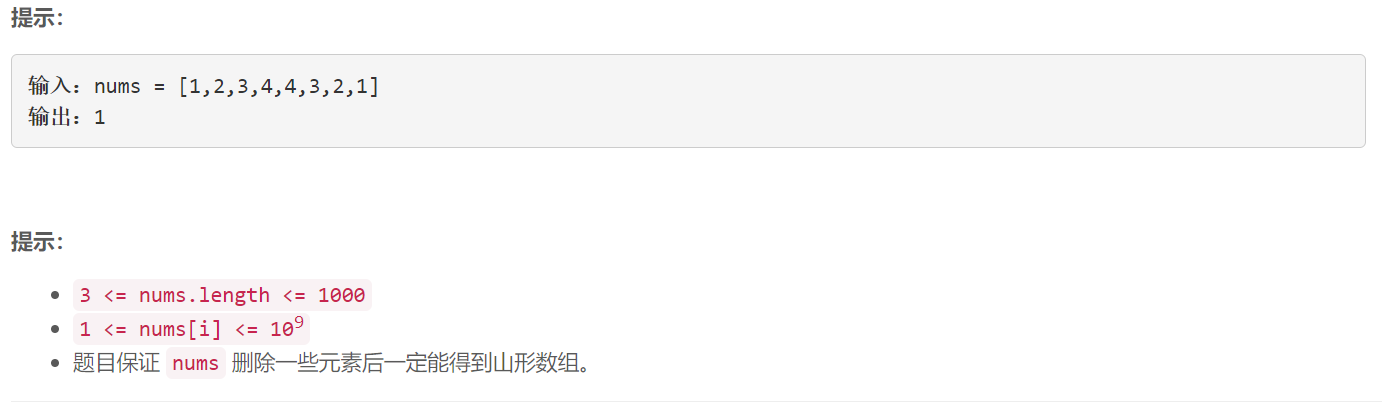 提示：
输入：nums = [1,2,3,4,4,3,2,1]
输出：1
提示：
3 <= nums.length <= 1000
1 <= nums[i] <= 10⁹
题目保证 nums 删除一些元素后一定能得到山形数组。